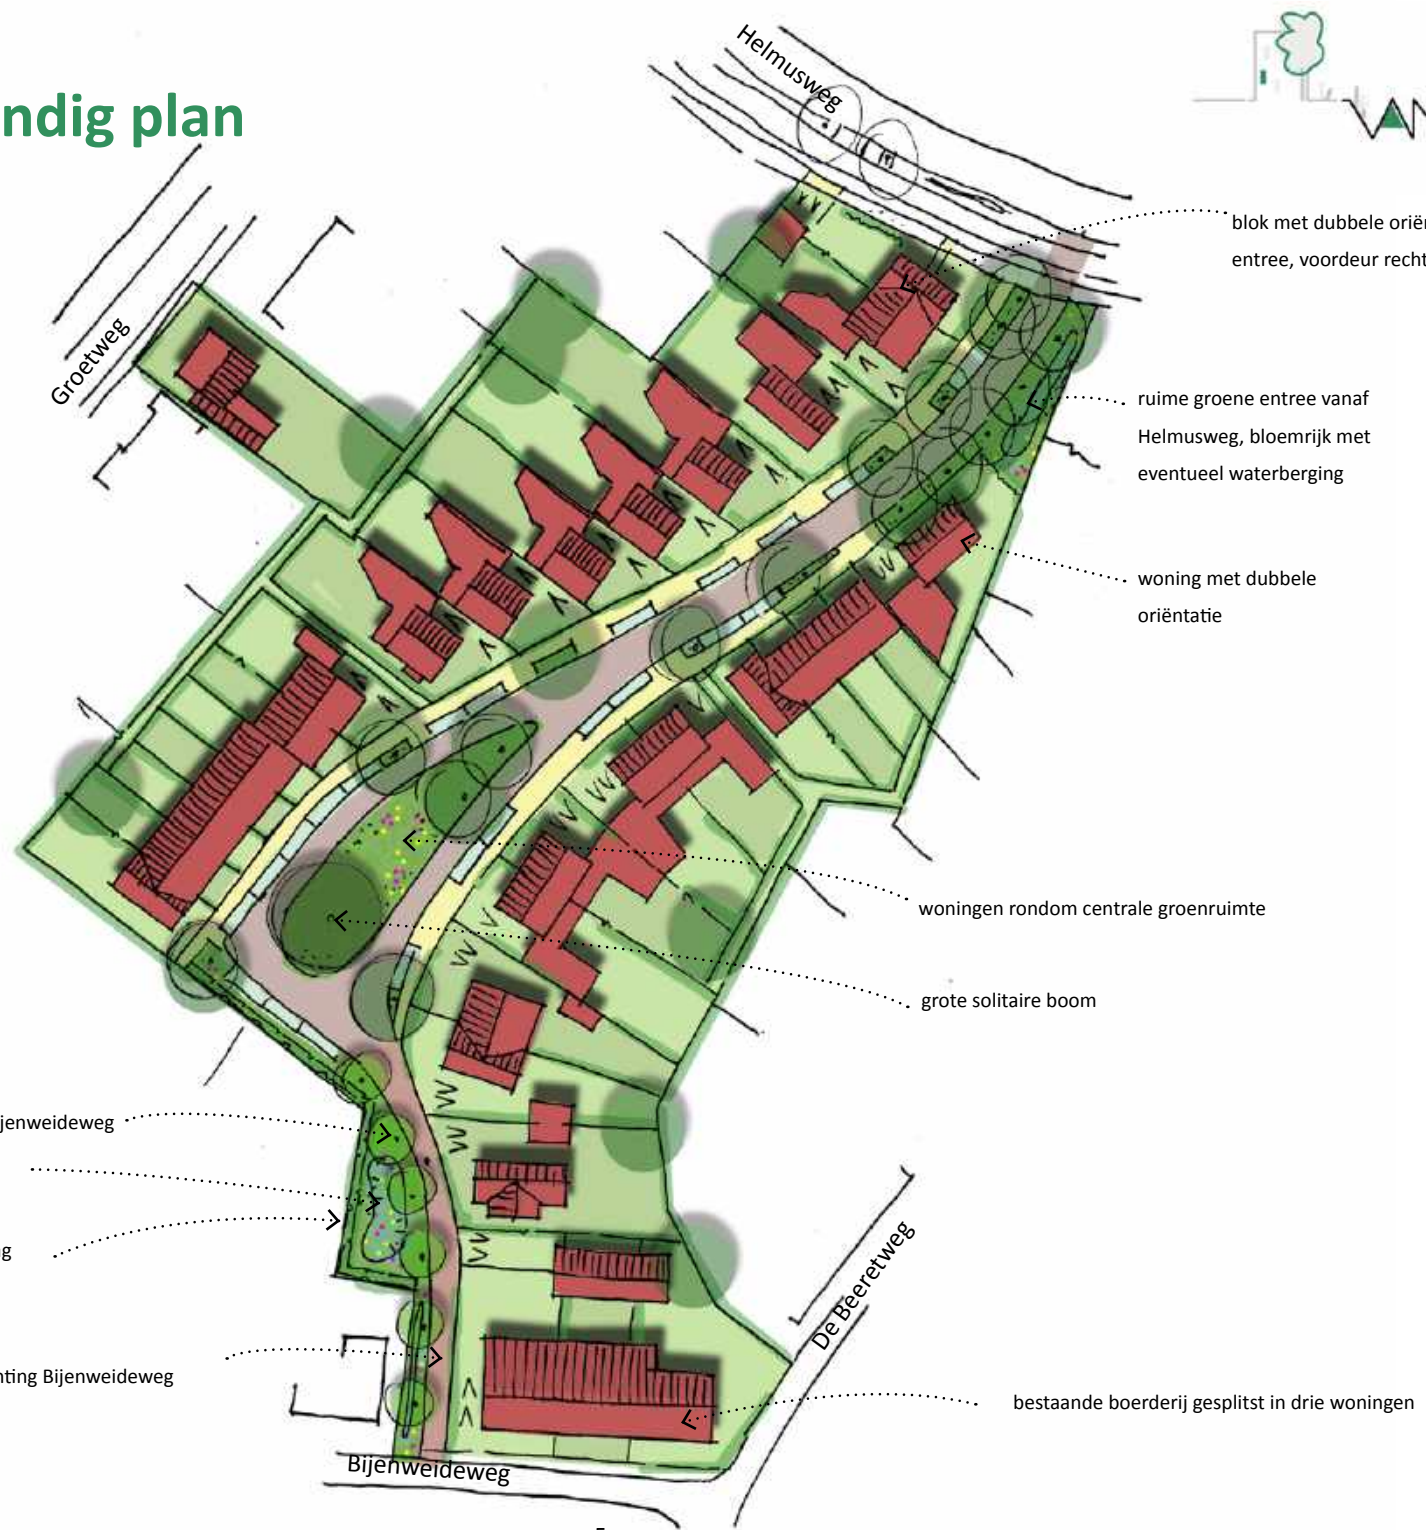 ndig plan
Helmusweg
Groetweg
blok met dubbele oriën
entree, voordeur recht
ruime groene entree vanaf
Helmusweg, bloemrijk met
eventueel waterberging
woning met dubbele
oriëntatie
woningen rondom centrale groenruimte
grote solitaire boom
ijenweideweg
g
De Beeretweg
nting Bijenweideweg
bestaande boerderij gesplitst in drie woningen
Bijenweideweg